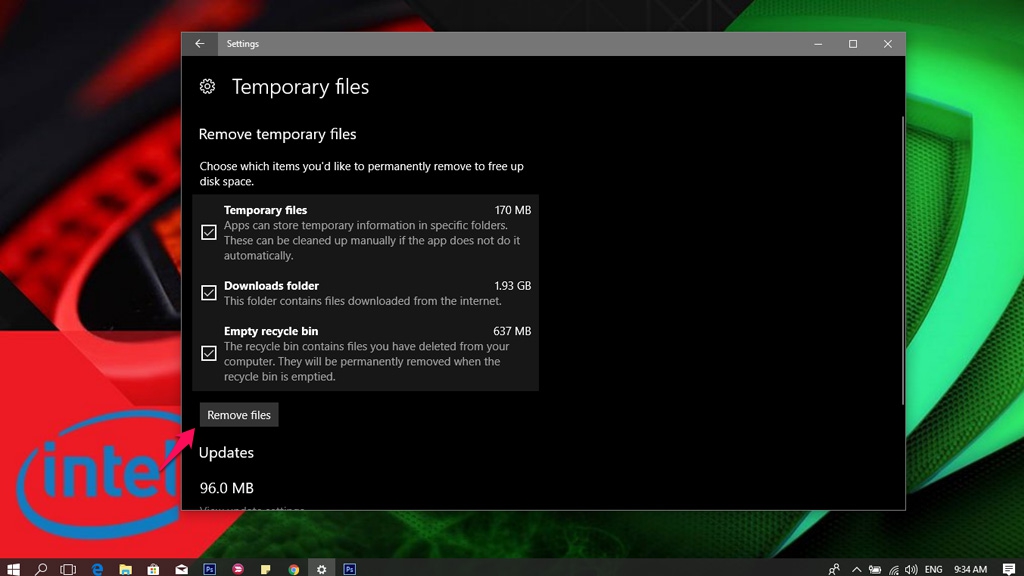 Settings
Temporary files
Remove temporary files
Choose which items you'd like to permanently remove to free up
disk space.
Temporary files 170 MB
Apps can store temporary information in specific folders.
These can be cleaned up manually if the app does not do it
automatically.
Downloads folder 1.93 GB
This folder contains files downloaded from the internet.
Empty recycle bin 637 MB
The recycle bin contains files you have deleted from your
computer. They will be permanently removed when the
recycle bin is emptied.
Remove files
Updates
96.0 MB
View update settings
intel
Ps
Ps
ENG 9:34 AM